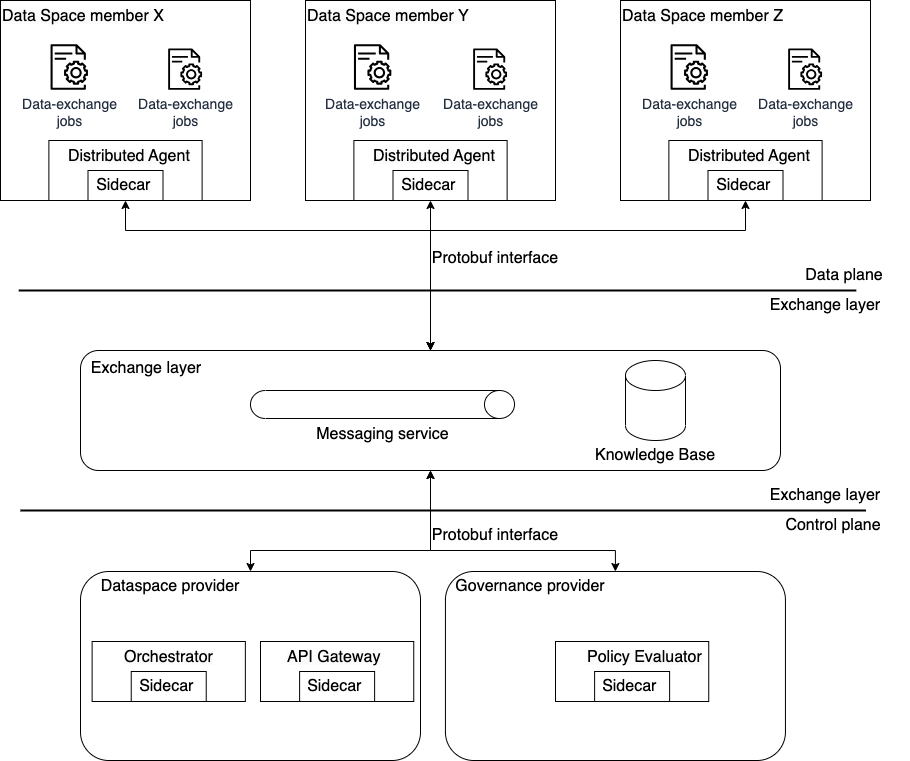 Data Space member X
Data Space member Y
Data Space member Z
Data-exchange
jobs
Data-exchange
jobs
Data-exchange
jobs
Data-exchange
jobs
Data-exchange
jobs
Data-exchange
jobs
Distributed Agent
Sidecar
Distributed Agent
Sidecar
Distributed Agent
Sidecar
Protobuf interface
Data plane
Exchange layer
Exchange layer
Messaging service
Knowledge Base
Exchange layer
Control plane
Protobuf interface
Dataspace provider
Orchestrator
Sidecar
API Gateway
Sidecar
Governance provider
Policy Evaluator
Sidecar